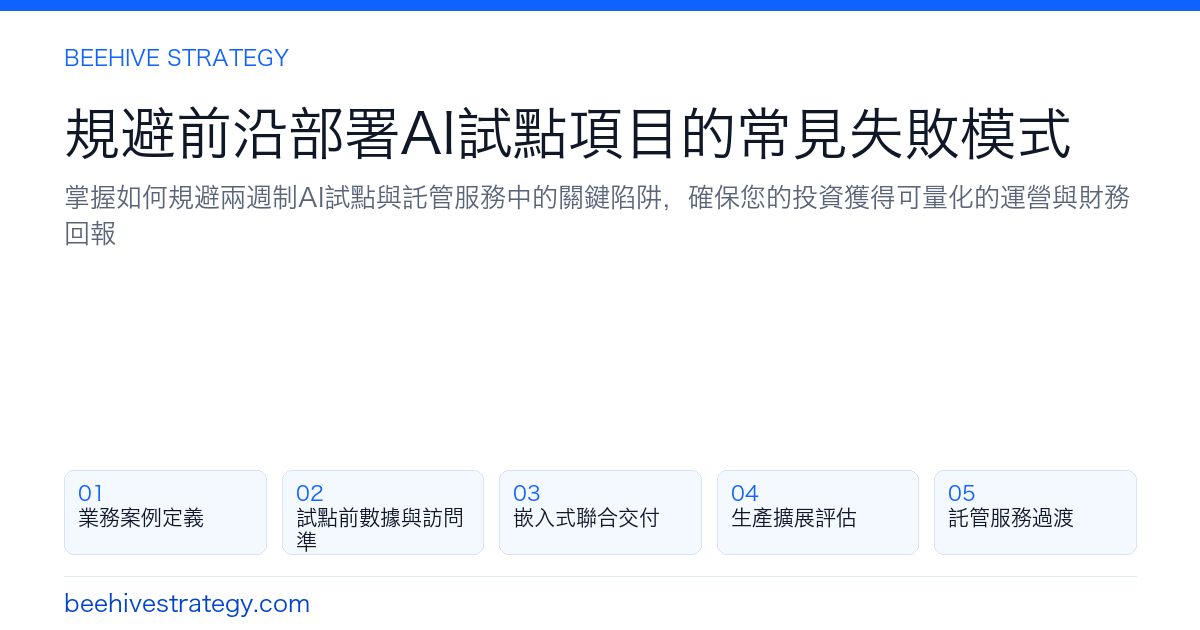 BEEHIVE STRATEGY
規避前沿部署AI試點項目的常見失敗模式
掌握如何規避兩週制AI試點與託管服務中的關鍵陷阱，確保您的投資獲得可量化的運營與財務
回報
01
業務案例定義
02
試點前數據與訪問
準
03
嵌入式聯合交付
04
生產擴展評估
05
託管服務過渡
beehivestrategy.com